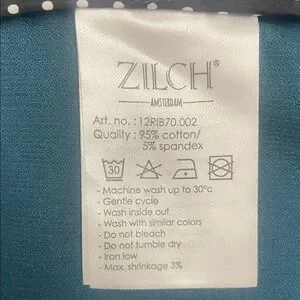 ZILCH®
AMSTERDAM
Art. no.: 12RIB70.002
Quality : 95% cotton/
5% spandex
30
- Machine wash up to 30°c
- Gentle cycle
- Wash inside out
- Wash with similar colors
- Do not bleach
- Do not tumble dry
- Iron low
- Max. shrinkage 3%